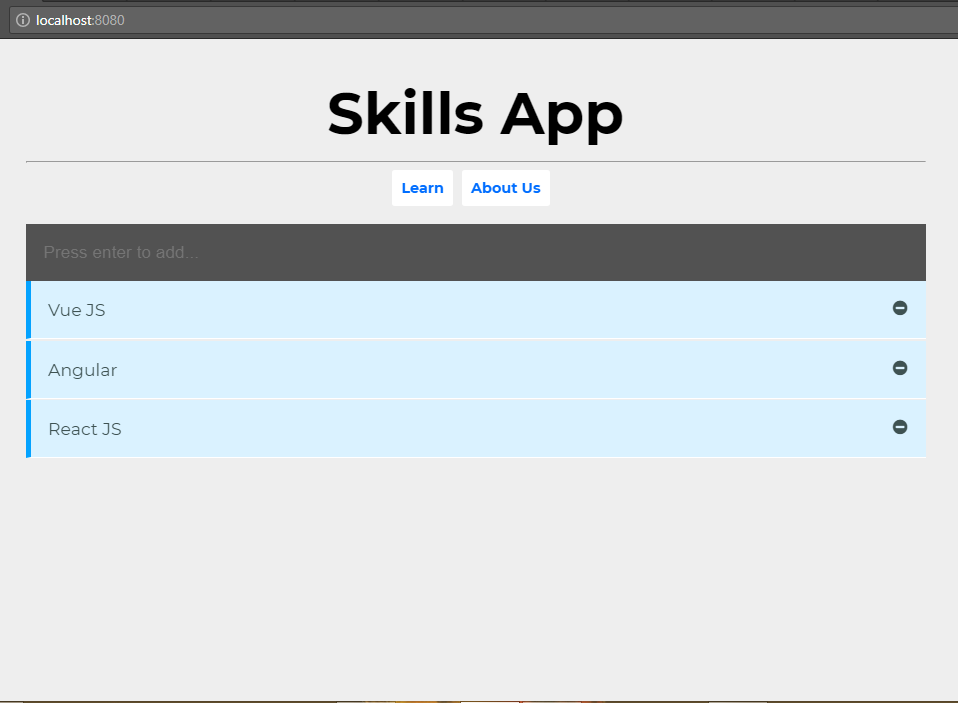 localhost:8080
Skills App
Learn About Us
Press enter to add...
Vue JS
Angular
React JS